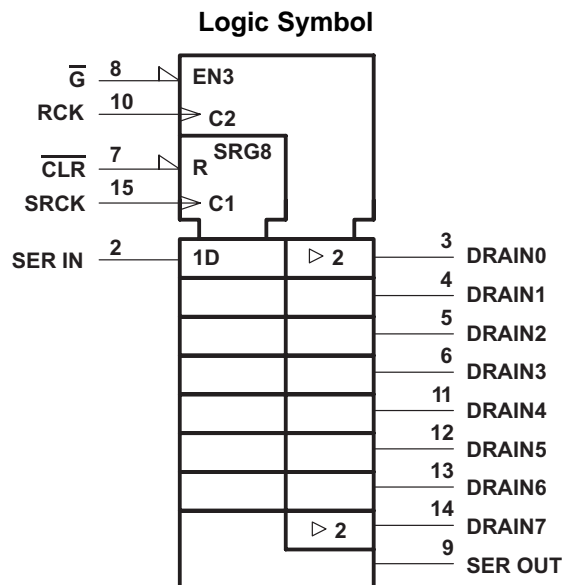 Logic Symbol
G̅ 8 EN3
RCK 10 C2
SRG8
C̅L̅R̅ 7 R
SRCK 15 C1
SER IN 2 1D ▷ 2 3 DRAIN0
4 DRAIN1
5 DRAIN2
6 DRAIN3
11 DRAIN4
12 DRAIN5
13 DRAIN6
▷ 2 14 DRAIN7
9 SER OUT